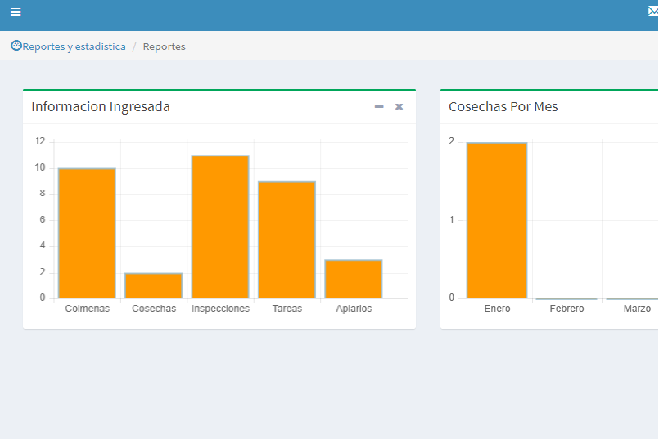 Reportes y estadistica / Reportes
Informacion Ingresada
12
10
8
6
4
2
0
Colmenas Cosechas Inspecciones Tareas Apiarios
Cosechas Por Mes
2
1
0
Enero Febrero Marzo